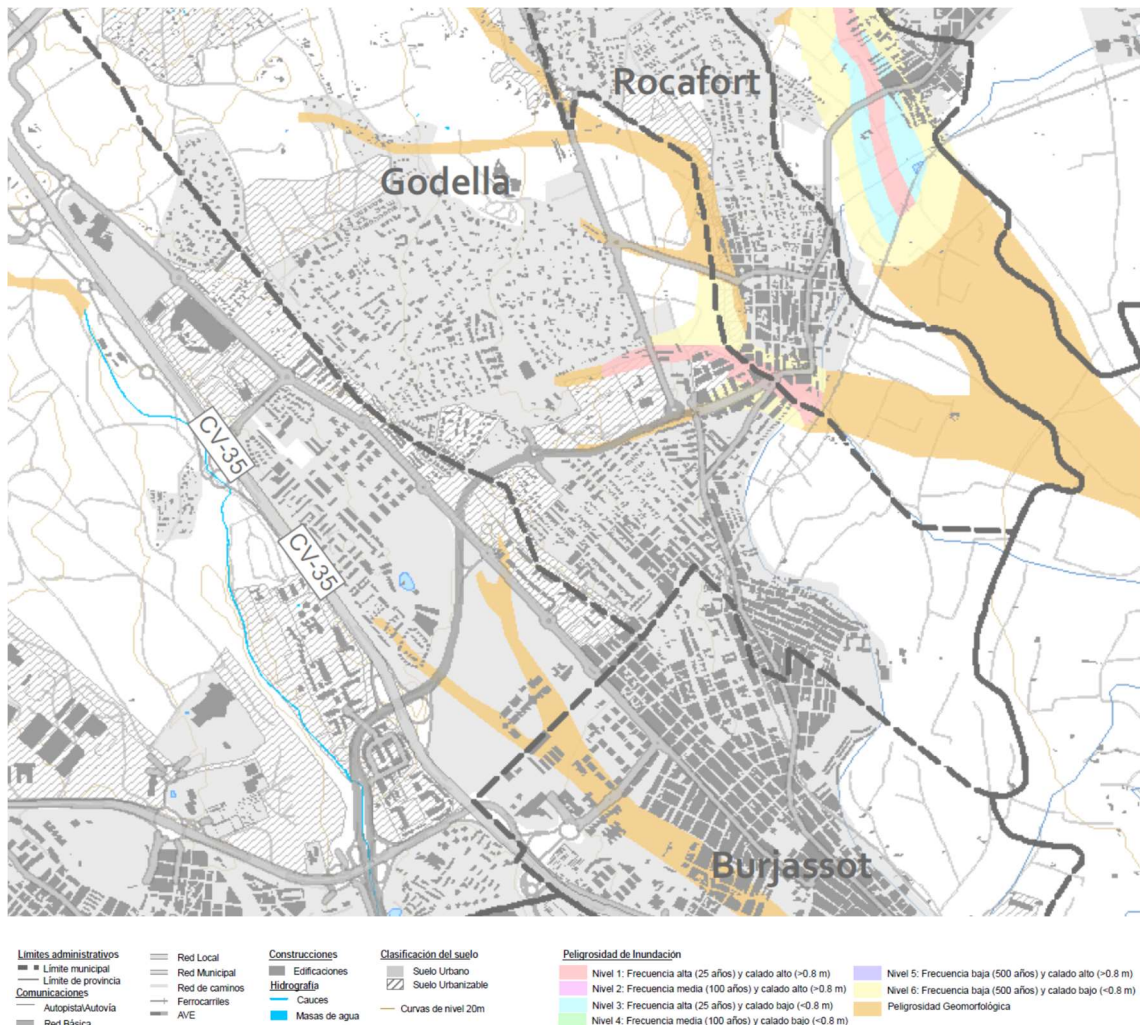 Rocafort
Godella
CV-35
CV-35
Burjassot
Límites administrativos
Límite municipal
Límite de provincia
Comunicaciones
Autopista\Autovía
Red Básica
Red Local
Red Municipal
Red de caminos
Ferrocarriles
AVE
Construcciones
Edificaciones
Hidrografía
Cauces
Masas de agua
Clasificación del suelo
Suelo Urbano
Suelo Urbanizable
Curvas de nivel 20m
Peligrosidad de Inundación
Nivel 1: Frecuencia alta (25 años) y calado alto (>0.8 m)
Nivel 2: Frecuencia media (100 años) y calado alto (>0.8 m)
Nivel 3: Frecuencia alta (25 años) y calado bajo (<0.8 m)
Nivel 4: Frecuencia media (100 años) y calado bajo (<0.8 m)
Nivel 5: Frecuencia baja (500 años) y calado alto (>0.8 m)
Nivel 6: Frecuencia baja (500 años) y calado bajo (<0.8 m)
Peligrosidad Geomorfológica